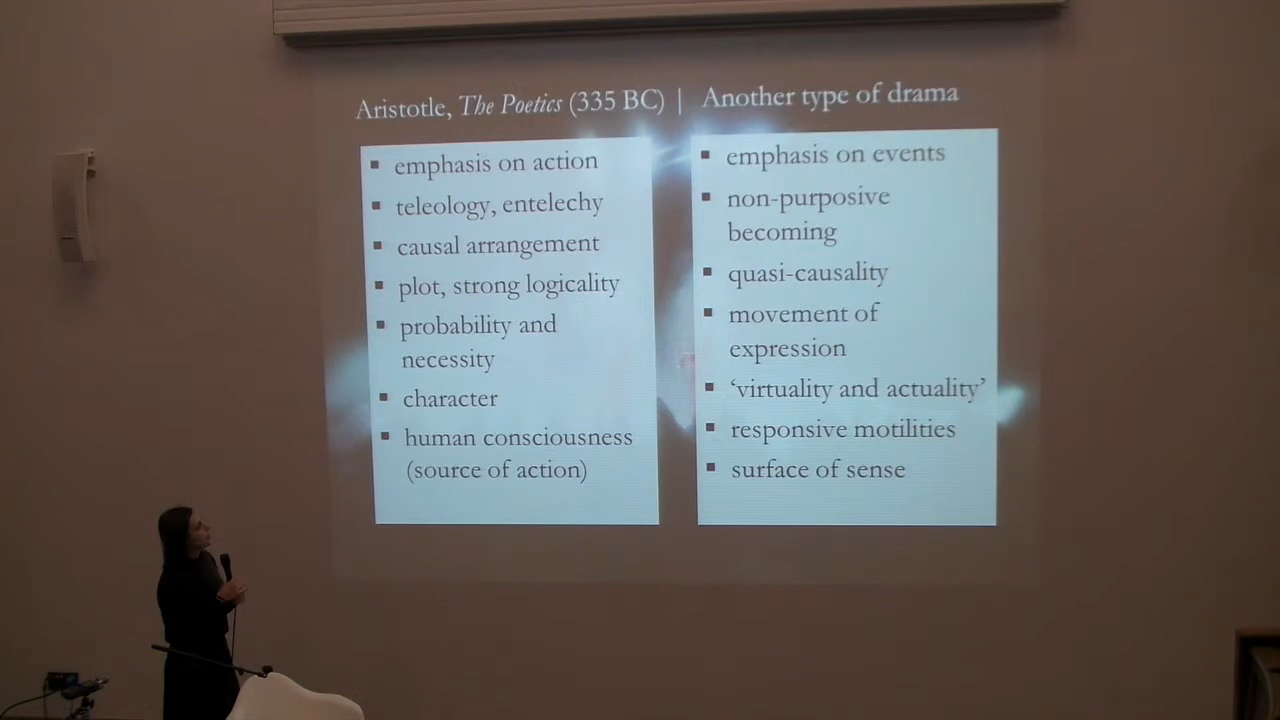 Aristotle, The Poetics (335 BC) | Another type of drama
▪ emphasis on action
▪ teleology, entelechy
▪ causal arrangement
▪ plot, strong logicality
▪ probability and
necessity
▪ character
▪ human consciousness
(source of action)
▪ emphasis on events
▪ non-purposive
becoming
▪ quasi-causality
▪ movement of
expression
▪ ‘virtuality and actuality’
▪ responsive motilities
▪ surface of sense